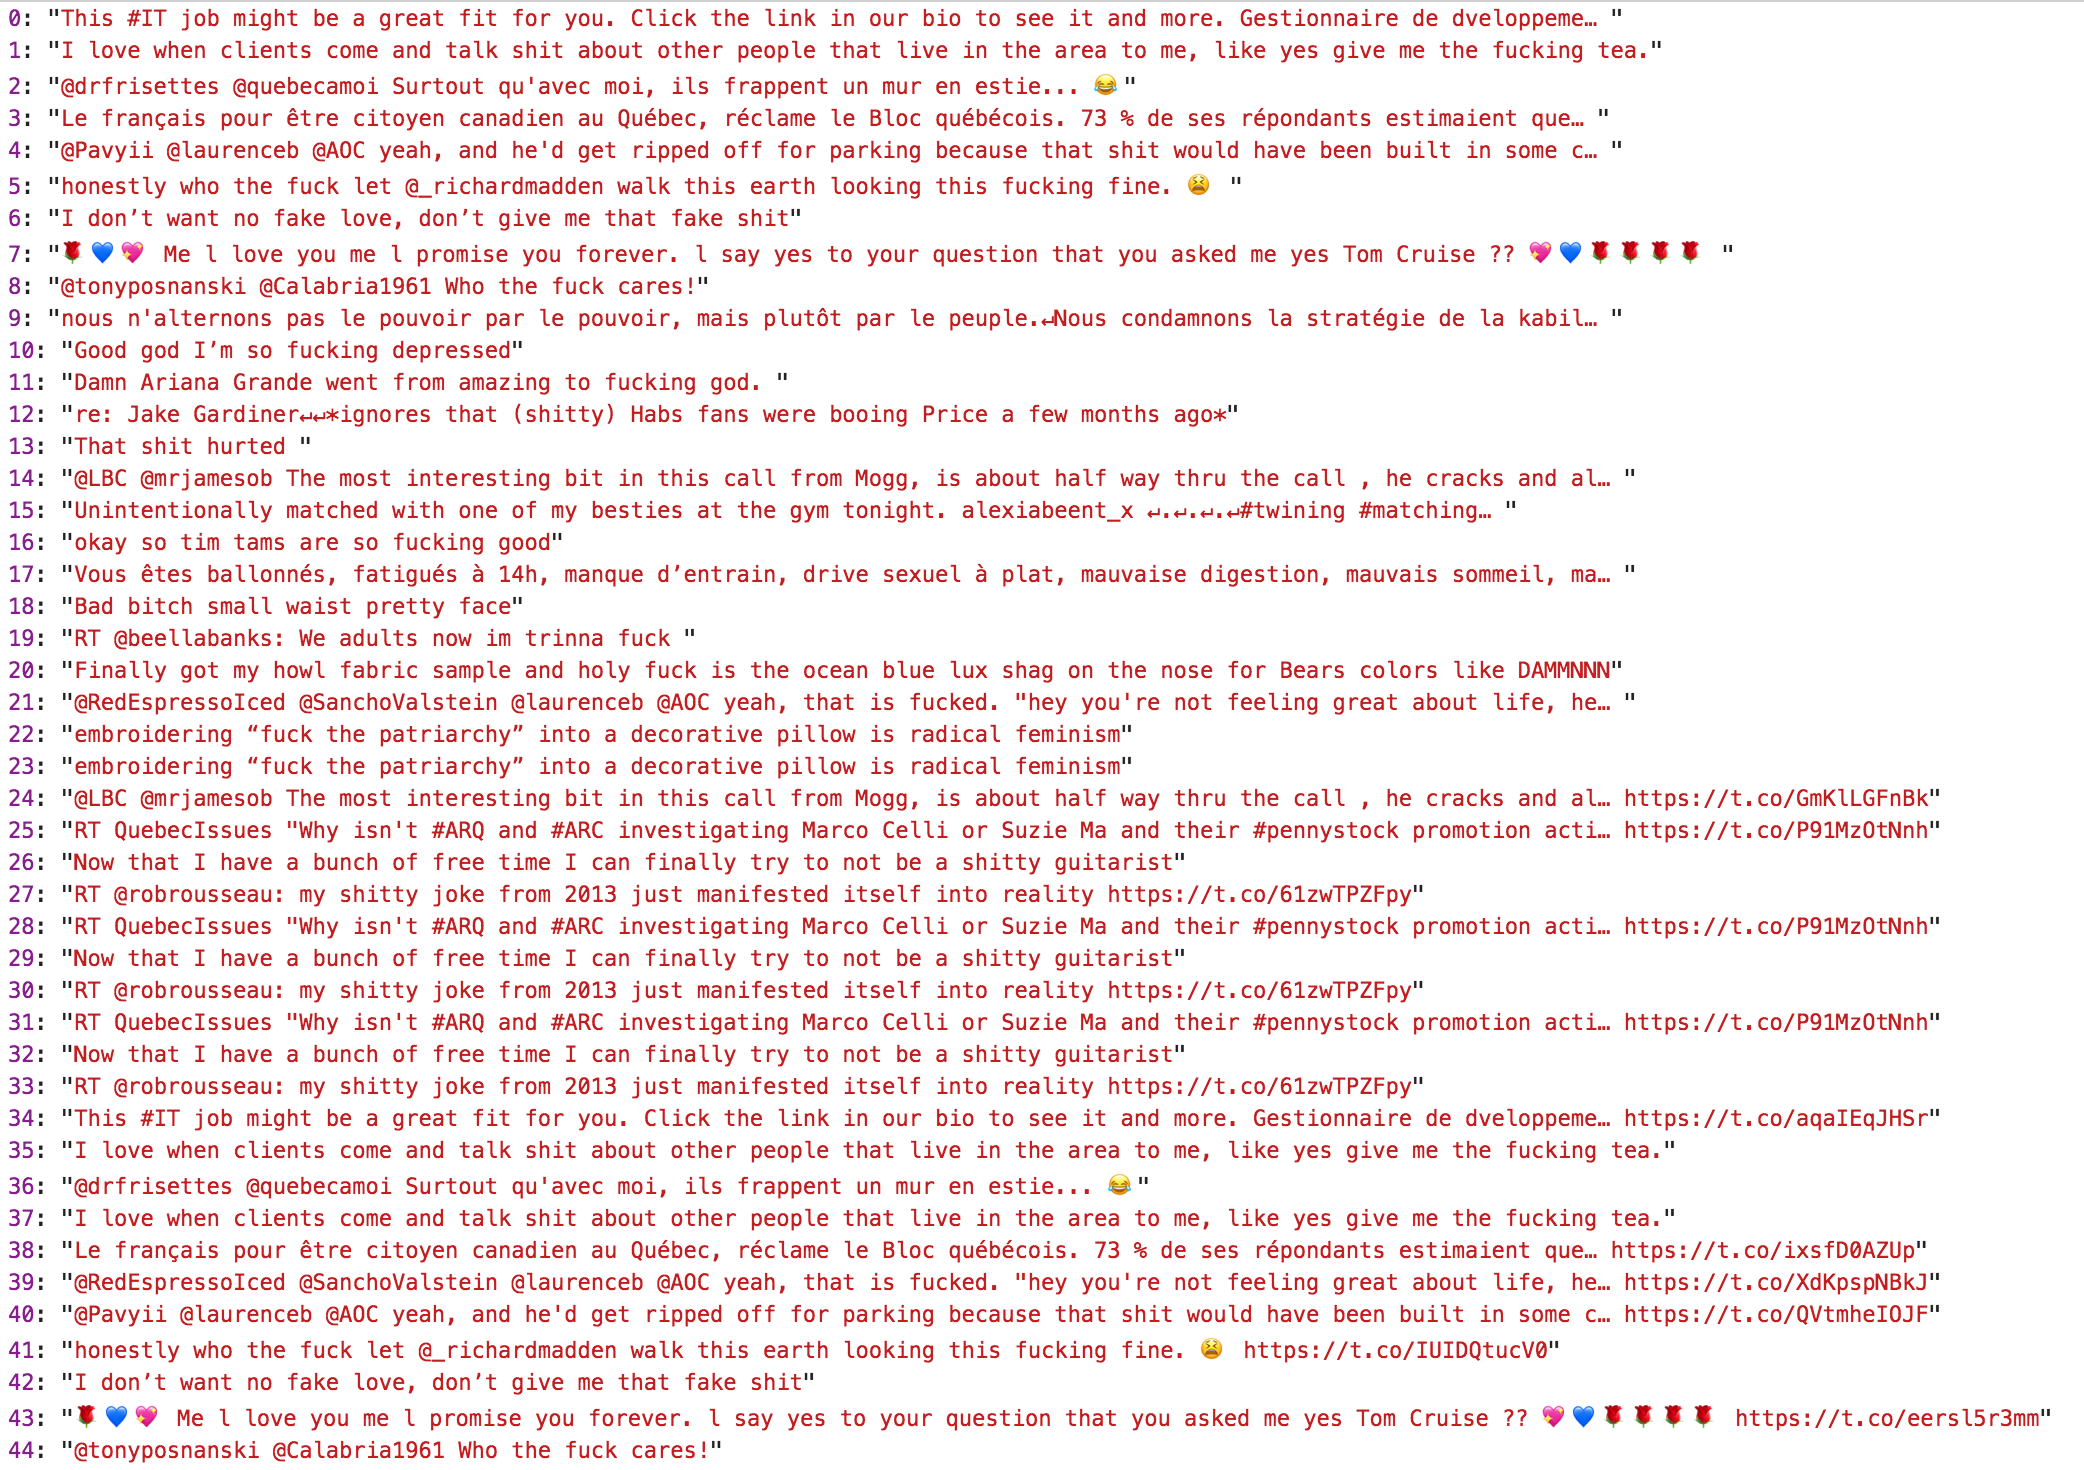 0: "This #IT job might be a great fit for you. Click the link in our bio to see it and more. Gestionnaire de dveloppeme… "
1: "I love when clients come and talk shit about other people that live in the area to me, like yes give me the fucking tea."
2: "@drfrisettes @quebecamoi Surtout qu'avec moi, ils frappent un mur en estie... 😂"
3: "Le français pour être citoyen canadien au Québec, réclame le Bloc québécois. 73 % de ses répondants estimaient que… "
4: "@Pavyii @laurenceb @AOC yeah, and he'd get ripped off for parking because that shit would have been built in some c… "
5: "honestly who the fuck let @_richardmadden walk this earth looking this fucking fine. 😫 "
6: "I don’t want no fake love, don’t give me that fake shit"
7: "🌹💙💖 Me l love you me l promise you forever. l say yes to your question that you asked me yes Tom Cruise ?? 💖💙🌹🌹🌹🌹 "
8: "@tonyposnanski @Calabria1961 Who the fuck cares!"
9: "nous n'alternons pas le pouvoir par le pouvoir, mais plutôt par le peuple.↵Nous condamnons la stratégie de la kabil… "
10: "Good god I’m so fucking depressed"
11: "Damn Ariana Grande went from amazing to fucking god. "
12: "re: Jake Gardiner↵↵*ignores that (shitty) Habs fans were booing Price a few months ago*"
13: "That shit hurted "
14: "@LBC @mrjamesob The most interesting bit in this call from Mogg, is about half way thru the call , he cracks and al… "
15: "Unintentionally matched with one of my besties at the gym tonight. alexiabeent_x ↵.↵.↵.↵#twining #matching… "
16: "okay so tim tams are so fucking good"
17: "Vous êtes ballonnés, fatigués à 14h, manque d’entrain, drive sexuel à plat, mauvaise digestion, mauvais sommeil, ma… "
18: "Bad bitch small waist pretty face"
19: "RT @beellabanks: We adults now im trinna fuck "
20: "Finally got my howl fabric sample and holy fuck is the ocean blue lux shag on the nose for Bears colors like DAMMNNN"
21: "@RedEspressoIced @SanchoValstein @laurenceb @AOC yeah, that is fucked. "hey you're not feeling great about life, he… "
22: "embroidering “fuck the patriarchy” into a decorative pillow is radical feminism"
23: "embroidering “fuck the patriarchy” into a decorative pillow is radical feminism"
24: "@LBC @mrjamesob The most interesting bit in this call from Mogg, is about half way thru the call , he cracks and al… https://t.co/GmKlLGFnBk"
25: "RT QuebecIssues "Why isn't #ARQ and #ARC investigating Marco Celli or Suzie Ma and their #pennystock promotion acti… https://t.co/P91MzOtNnh"
26: "Now that I have a bunch of free time I can finally try to not be a shitty guitarist"
27: "RT @robrousseau: my shitty joke from 2013 just manifested itself into reality https://t.co/61zwTPZFpy"
28: "RT QuebecIssues "Why isn't #ARQ and #ARC investigating Marco Celli or Suzie Ma and their #pennystock promotion acti… https://t.co/P91MzOtNnh"
29: "Now that I have a bunch of free time I can finally try to not be a shitty guitarist"
30: "RT @robrousseau: my shitty joke from 2013 just manifested itself into reality https://t.co/61zwTPZFpy"
31: "RT QuebecIssues "Why isn't #ARQ and #ARC investigating Marco Celli or Suzie Ma and their #pennystock promotion acti… https://t.co/P91MzOtNnh"
32: "Now that I have a bunch of free time I can finally try to not be a shitty guitarist"
33: "RT @robrousseau: my shitty joke from 2013 just manifested itself into reality https://t.co/61zwTPZFpy"
34: "This #IT job might be a great fit for you. Click the link in our bio to see it and more. Gestionnaire de dveloppeme… https://t.co/aqaIEqJHSr"
35: "I love when clients come and talk shit about other people that live in the area to me, like yes give me the fucking tea."
36: "@drfrisettes @quebecamoi Surtout qu'avec moi, ils frappent un mur en estie... 😂"
37: "I love when clients come and talk shit about other people that live in the area to me, like yes give me the fucking tea."
38: "Le français pour être citoyen canadien au Québec, réclame le Bloc québécois. 73 % de ses répondants estimaient que… https://t.co/ixsfD0AZUp"
39: "@RedEspressoIced @SanchoValstein @laurenceb @AOC yeah, that is fucked. "hey you're not feeling great about life, he… https://t.co/XdKpspNBkJ"
40: "@Pavyii @laurenceb @AOC yeah, and he'd get ripped off for parking because that shit would have been built in some c… https://t.co/QVtmheIOJF"
41: "honestly who the fuck let @_richardmadden walk this earth looking this fucking fine. 😫 https://t.co/IUIDQtucV0"
42: "I don’t want no fake love, don’t give me that fake shit"
43: "🌹💙💖 Me l love you me l promise you forever. l say yes to your question that you asked me yes Tom Cruise ?? 💖💙🌹🌹🌹🌹 https://t.co/eersl5r3mm"
44: "@tonyposnanski @Calabria1961 Who the fuck cares!"